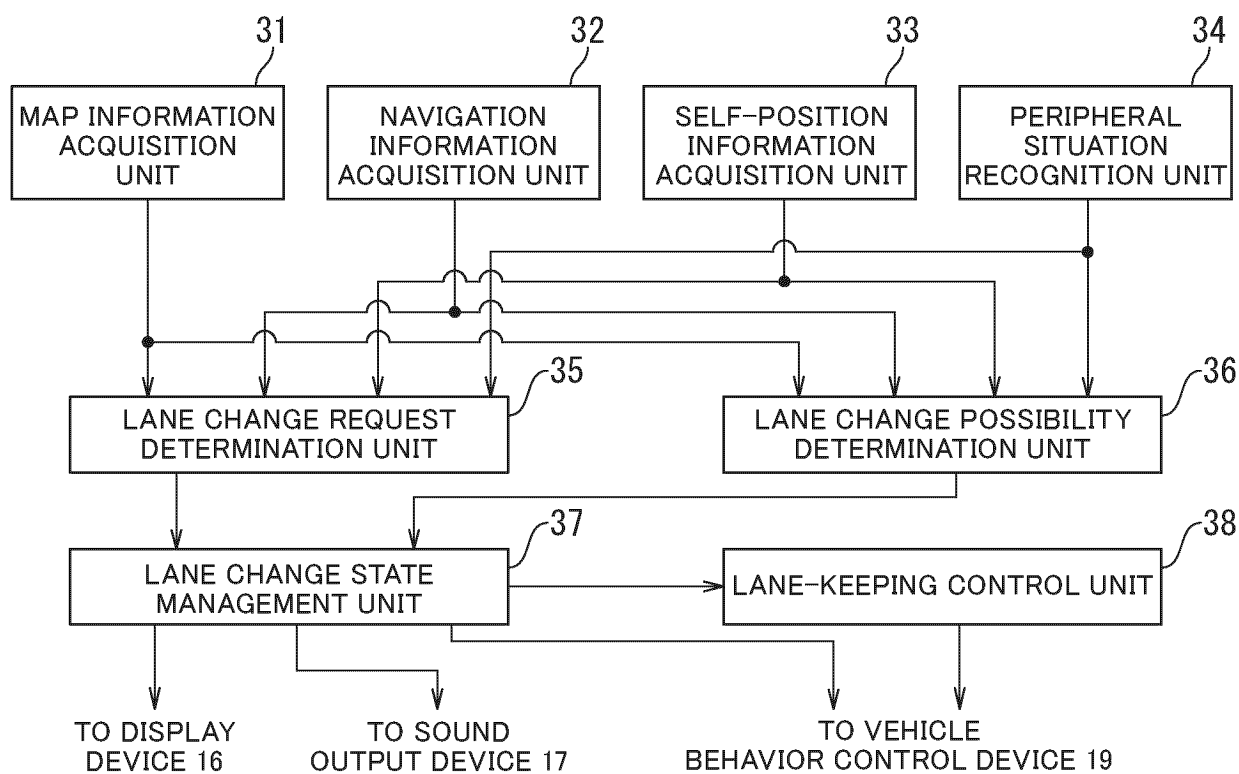 31
32
33
34
MAP INFORMATION
ACQUISITION
UNIT
NAVIGATION
INFORMATION
ACQUISITION UNIT
SELF-POSITION
INFORMATION
ACQUISITION UNIT
PERIPHERAL
SITUATION
RECOGNITION UNIT
35
36
LANE CHANGE REQUEST
DETERMINATION UNIT
LANE CHANGE POSSIBILITY
DETERMINATION UNIT
37
38
LANE CHANGE STATE
MANAGEMENT UNIT
LANE-KEEPING CONTROL UNIT
TO DISPLAY
DEVICE 16
TO SOUND
OUTPUT DEVICE 17
TO VEHICLE
BEHAVIOR CONTROL DEVICE 19